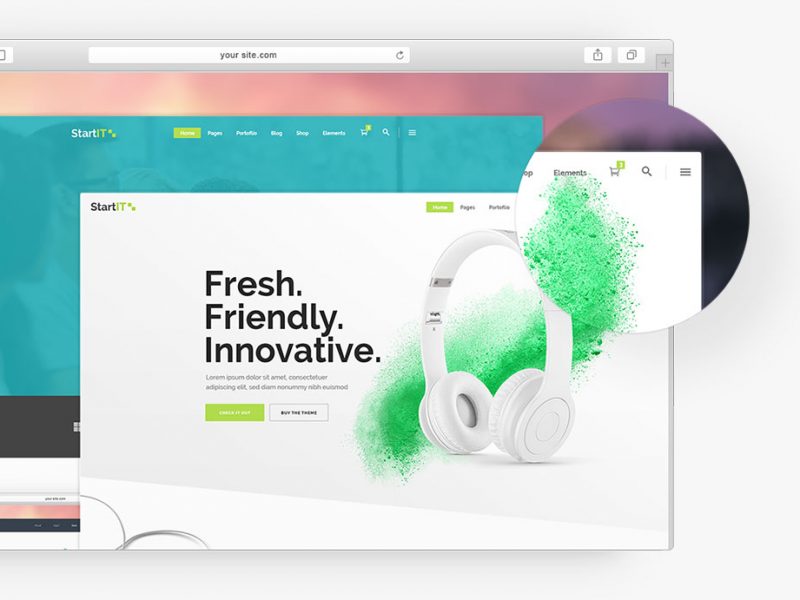 your site.com
StartIT
Home Pages Portoflio Blog Shop Elements 3
op Elements 3
StartIT
Home Pages Portoflio
Fresh.
Friendly.
Innovative.
Lorem ipsum dolor sit amet, consectetuer
adipiscing elit, sed diam nonummy nibh euismod
CHECK IT OUT BUY THE THEME
your site.com